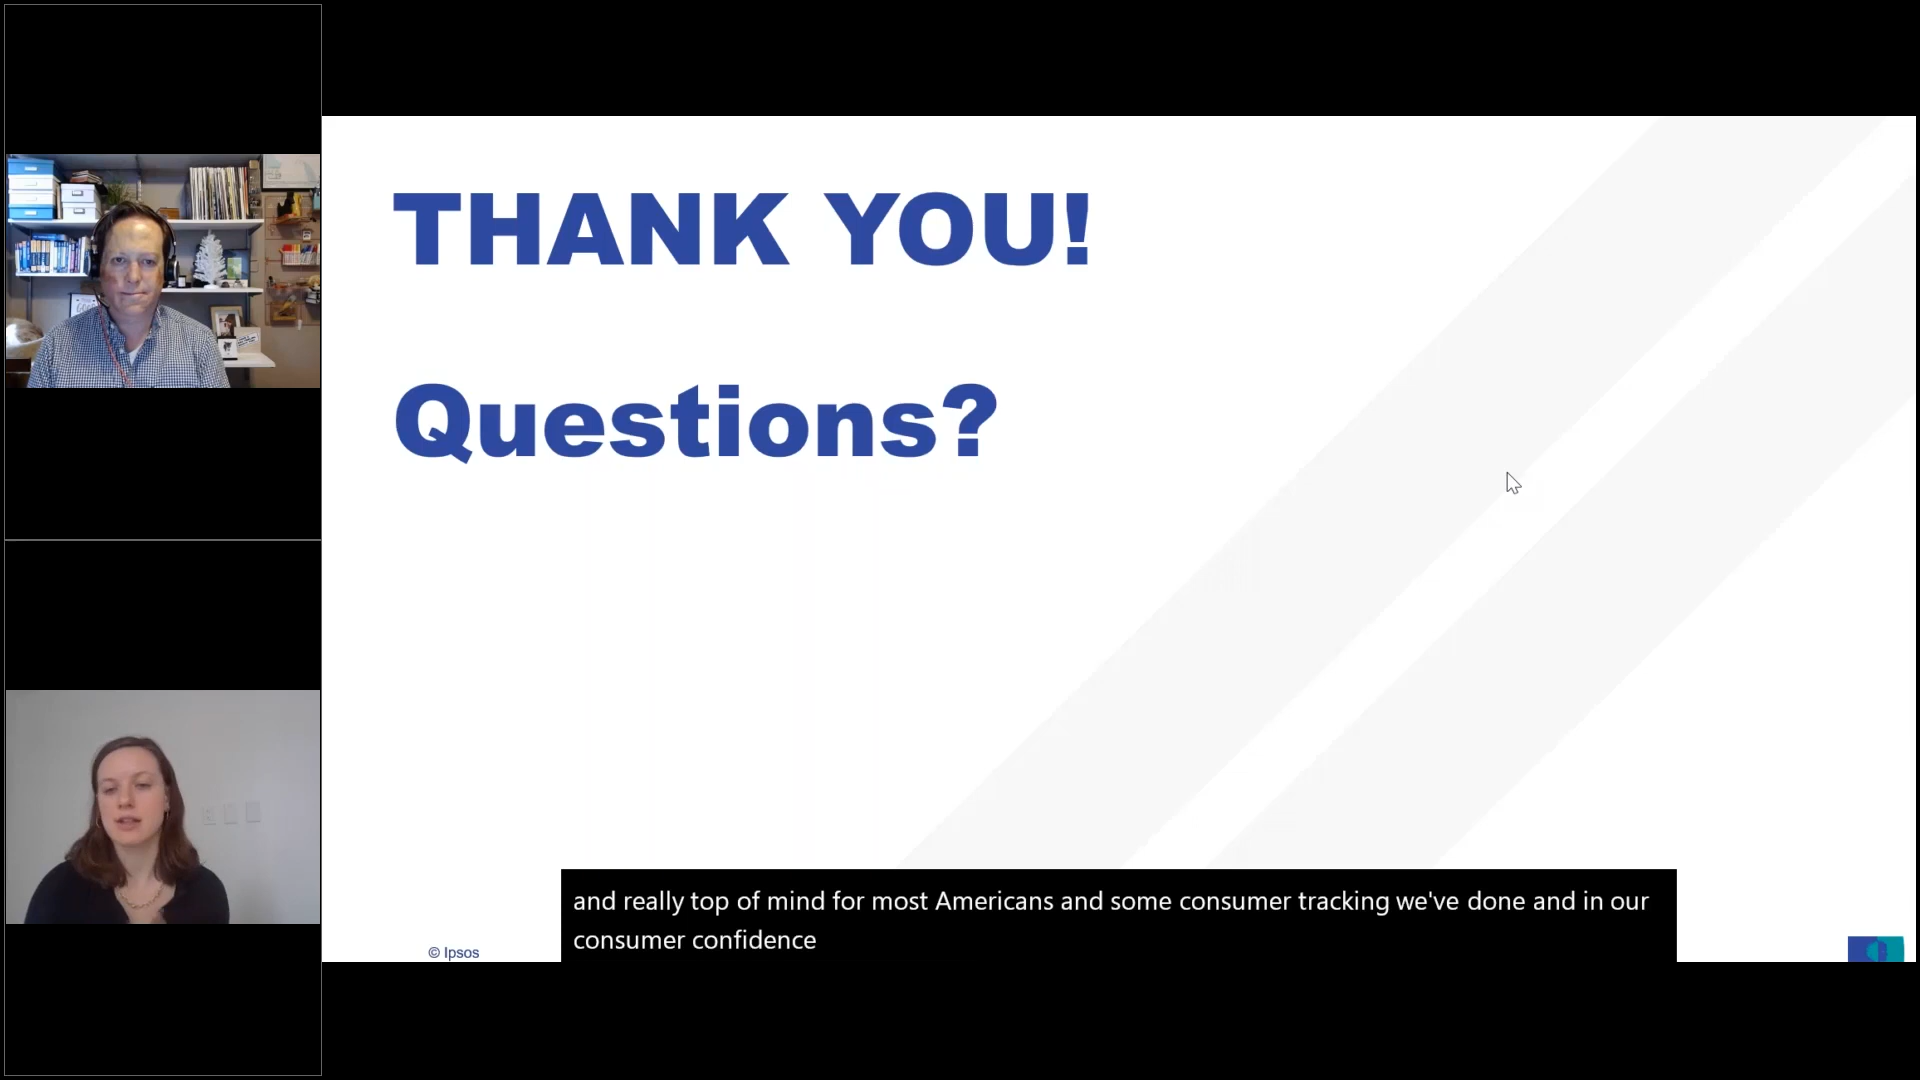 THANK YOU!
Questions?
and really top of mind for most Americans and some consumer tracking we've done and in our
consumer confidence
© Ipsos